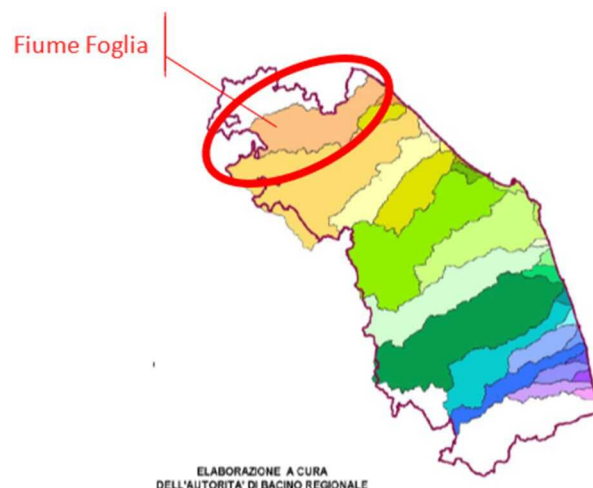 Fiume Foglia
ELABORAZIONE A CURA
DELL'AUTORITA' DI BACINO REGIONALE